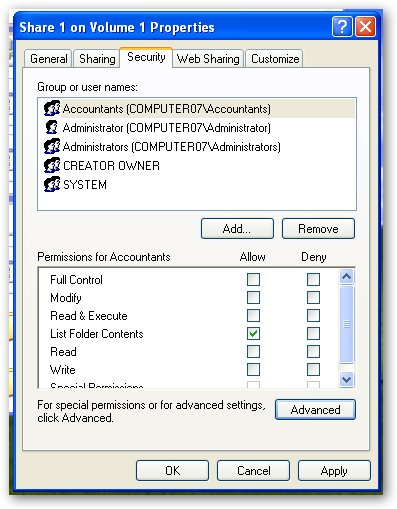 Share 1 on Volume 1 Properties
General Sharing Security Web Sharing Customize
Group or user names:
Accountants (COMPUTER07\Accountants)
Administrator (COMPUTER07\Administrator)
Administrators (COMPUTER07\Administrators)
CREATOR OWNER
SYSTEM
Add... Remove
Permissions for Accountants Allow Deny
Full Control
Modify
Read & Execute
List Folder Contents
Read
Write
Special Permissions
For special permissions or for advanced settings,
click Advanced.
Advanced
OK Cancel Apply